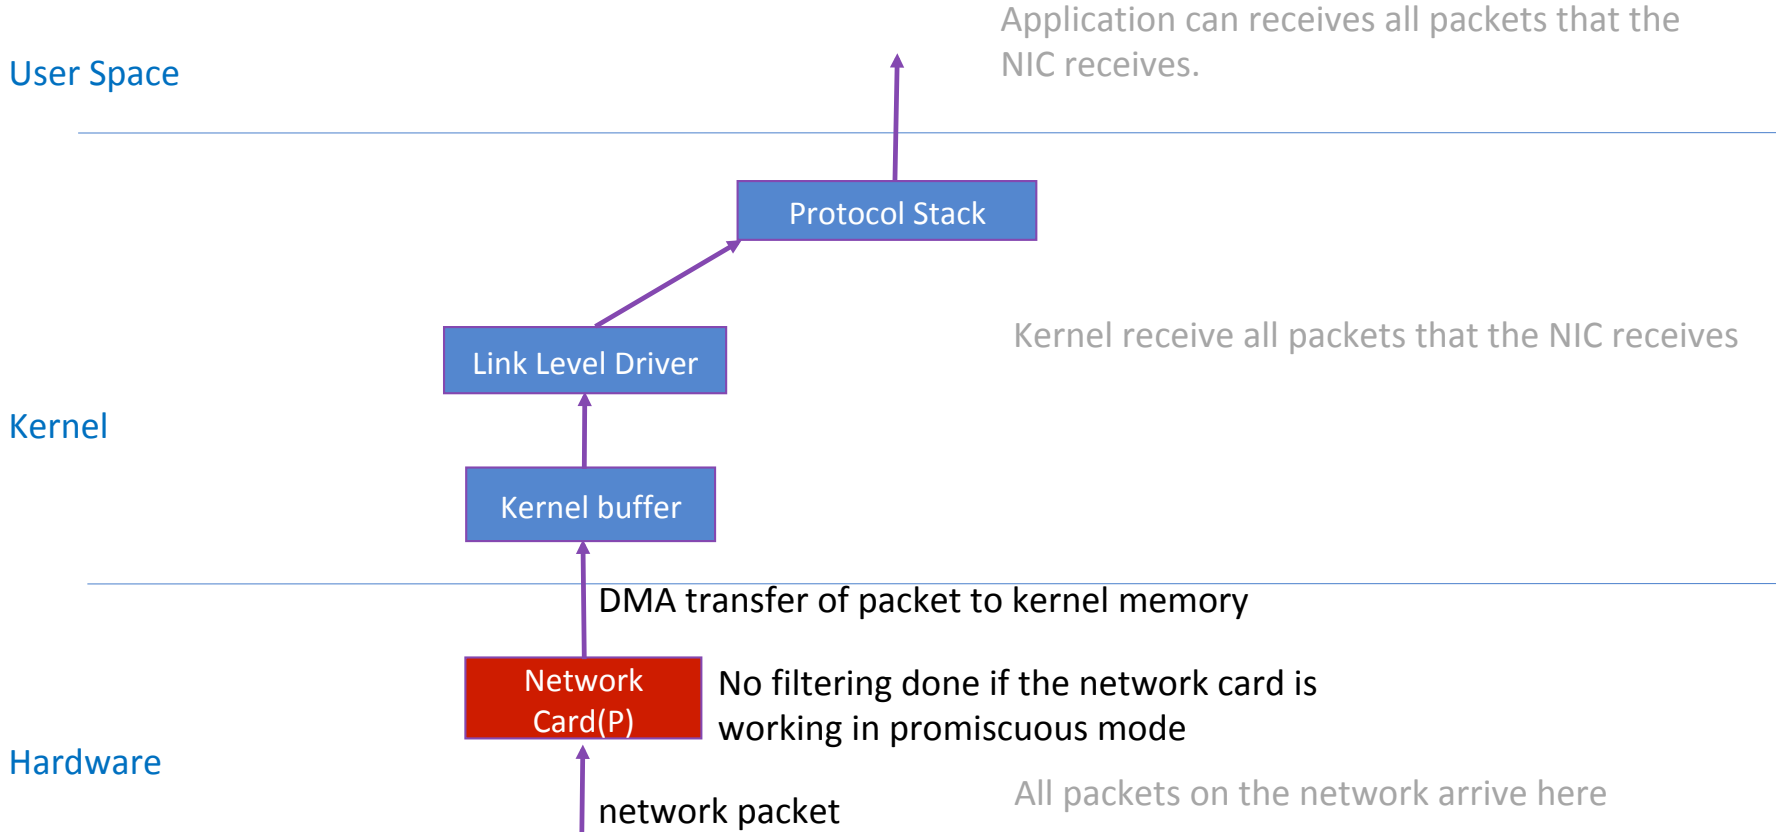 Application can receives all packets that the
NIC receives.
User Space
Protocol Stack
Kernel receive all packets that the NIC receives
Link Level Driver
Kernel
Kernel buffer
DMA transfer of packet to kernel memory
Network
Card(P)
No filtering done if the network card is
working in promiscuous mode
Hardware
All packets on the network arrive here
network packet